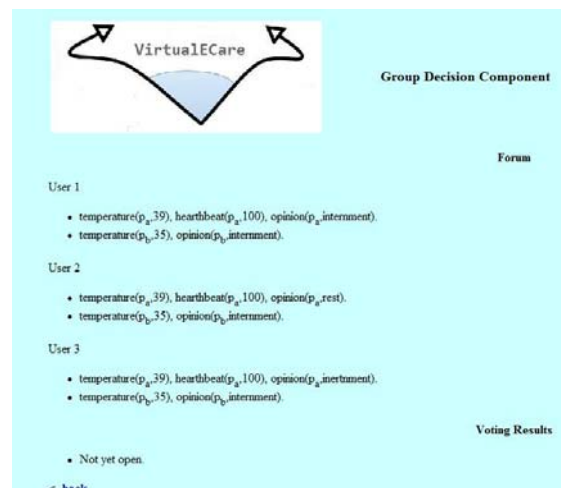 VirtualECare
Group Decision Component
Forum
User 1
• temperature(pa,39), hearthbeat(pa,100), opinion(pa,internment).
• temperature(pb,35), opinion(pb,internment).
User 2
• temperature(pa,39), hearthbeat(pa,100), opinion(pa,rest).
• temperature(pb,35), opinion(pb,internment).
User 3
• temperature(pa,39), hearthbeat(pa,100), opinion(pa,inertnment).
• temperature(pb,35), opinion(pb,internment).
Voting Results
• Not yet open.
< back